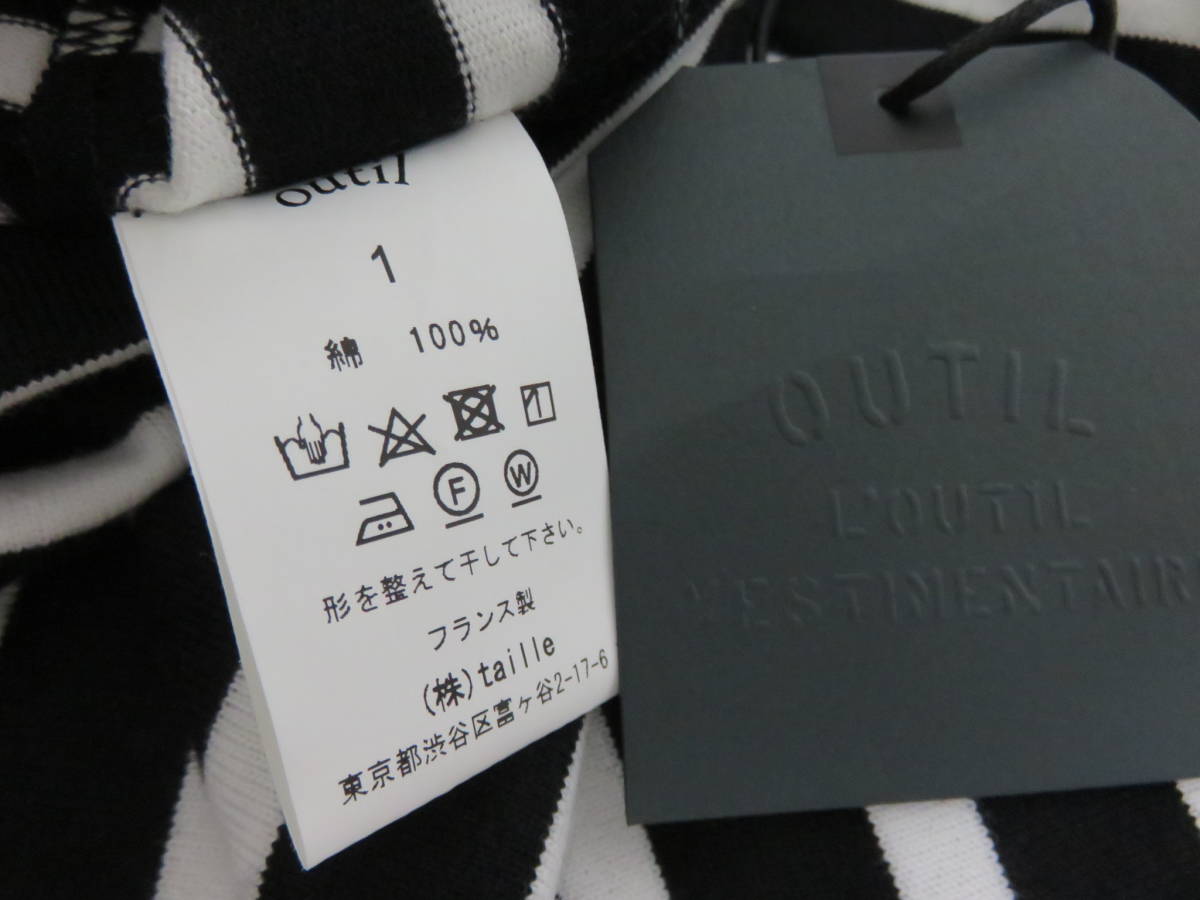 outil
1
綿 100%
F W
形を整えて干して下さい。
フランス製
(株)taille
東京都渋谷区富ヶ谷2-17-6
OUTIL
L'OUTIL
VESTIMENTAIR